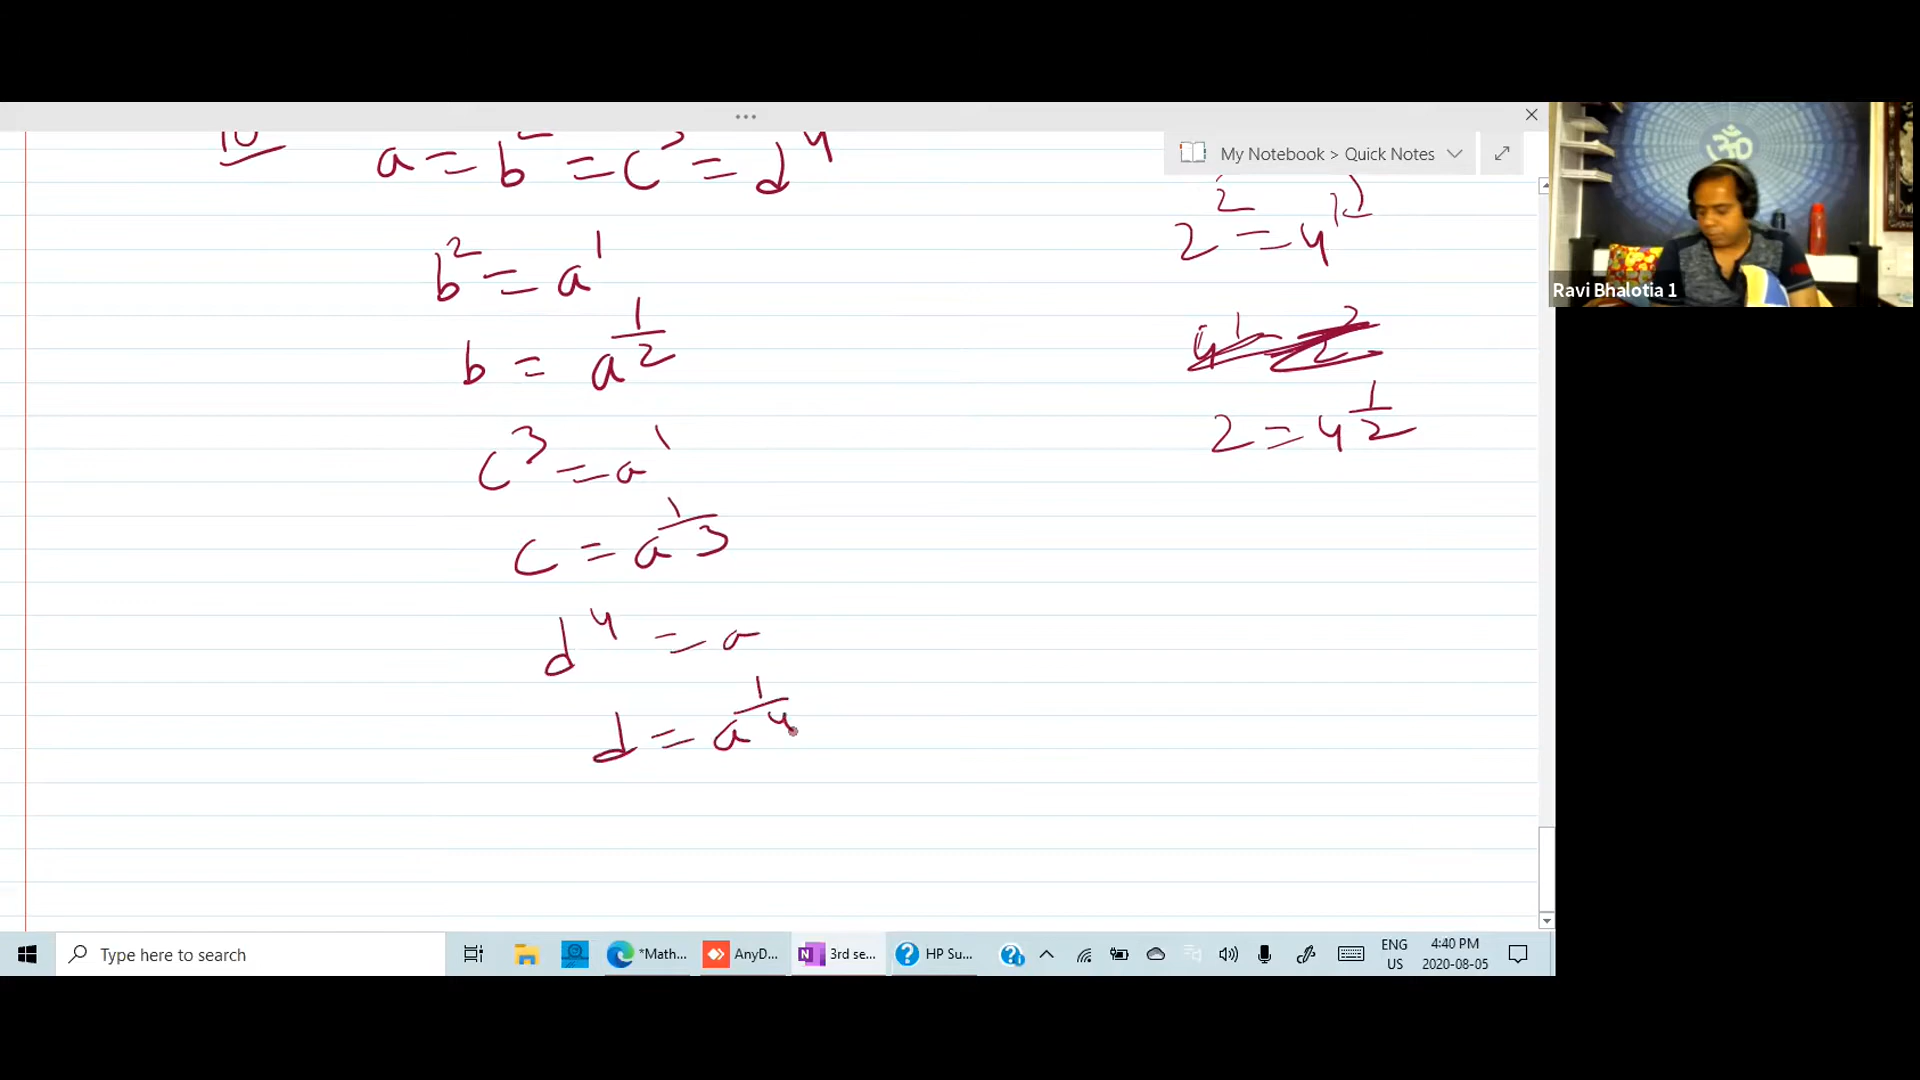 My Notebook > Quick Notes
10
a = b² = c³ = d⁴
b² = a¹
b = a^1/2
c³ = a¹
c = a^1/3
d⁴ = a
d = a^1/4
2² = 4
2 = 4^1/2
Ravi Bhalotia 1
Type here to search
*Math...
AnyD...
3rd se...
HP Su...
ENG
US
4:40 PM
2020-08-05